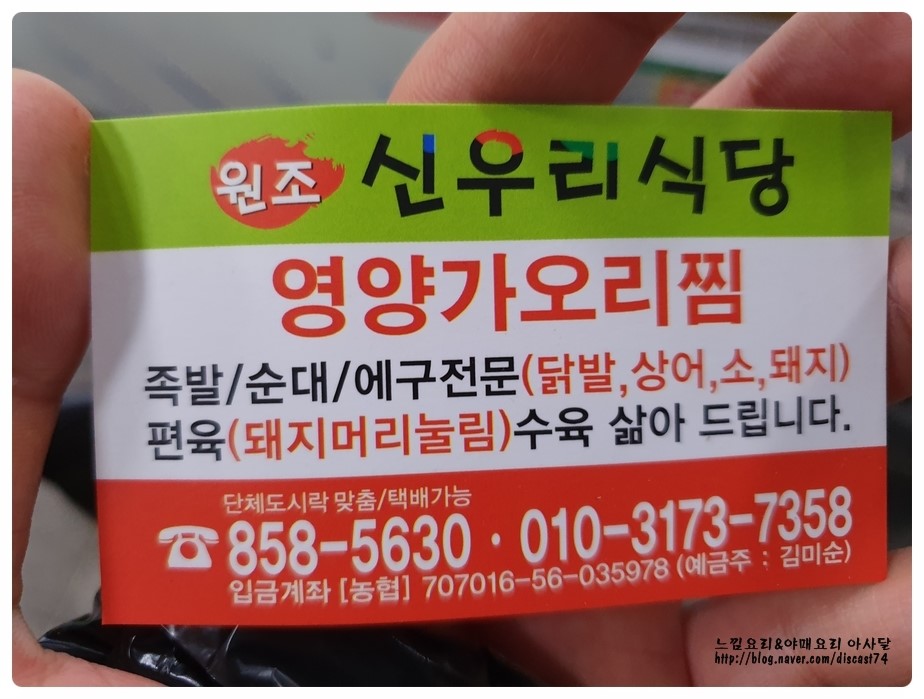 원조 신우리식당
영양가오리찜
족발/순대/에구전문(닭발,상어,소,돼지)
편육(돼지머리눌림)수육 삶아 드립니다.
단체도시락 맞춤/택배가능
☎858-5630 · 010-3173-7358
입금계좌 [농협] 707016-56-035978 (예금주 : 김미순)
느낌요리&야매요리 아사달
http://blog.naver.com/discast74